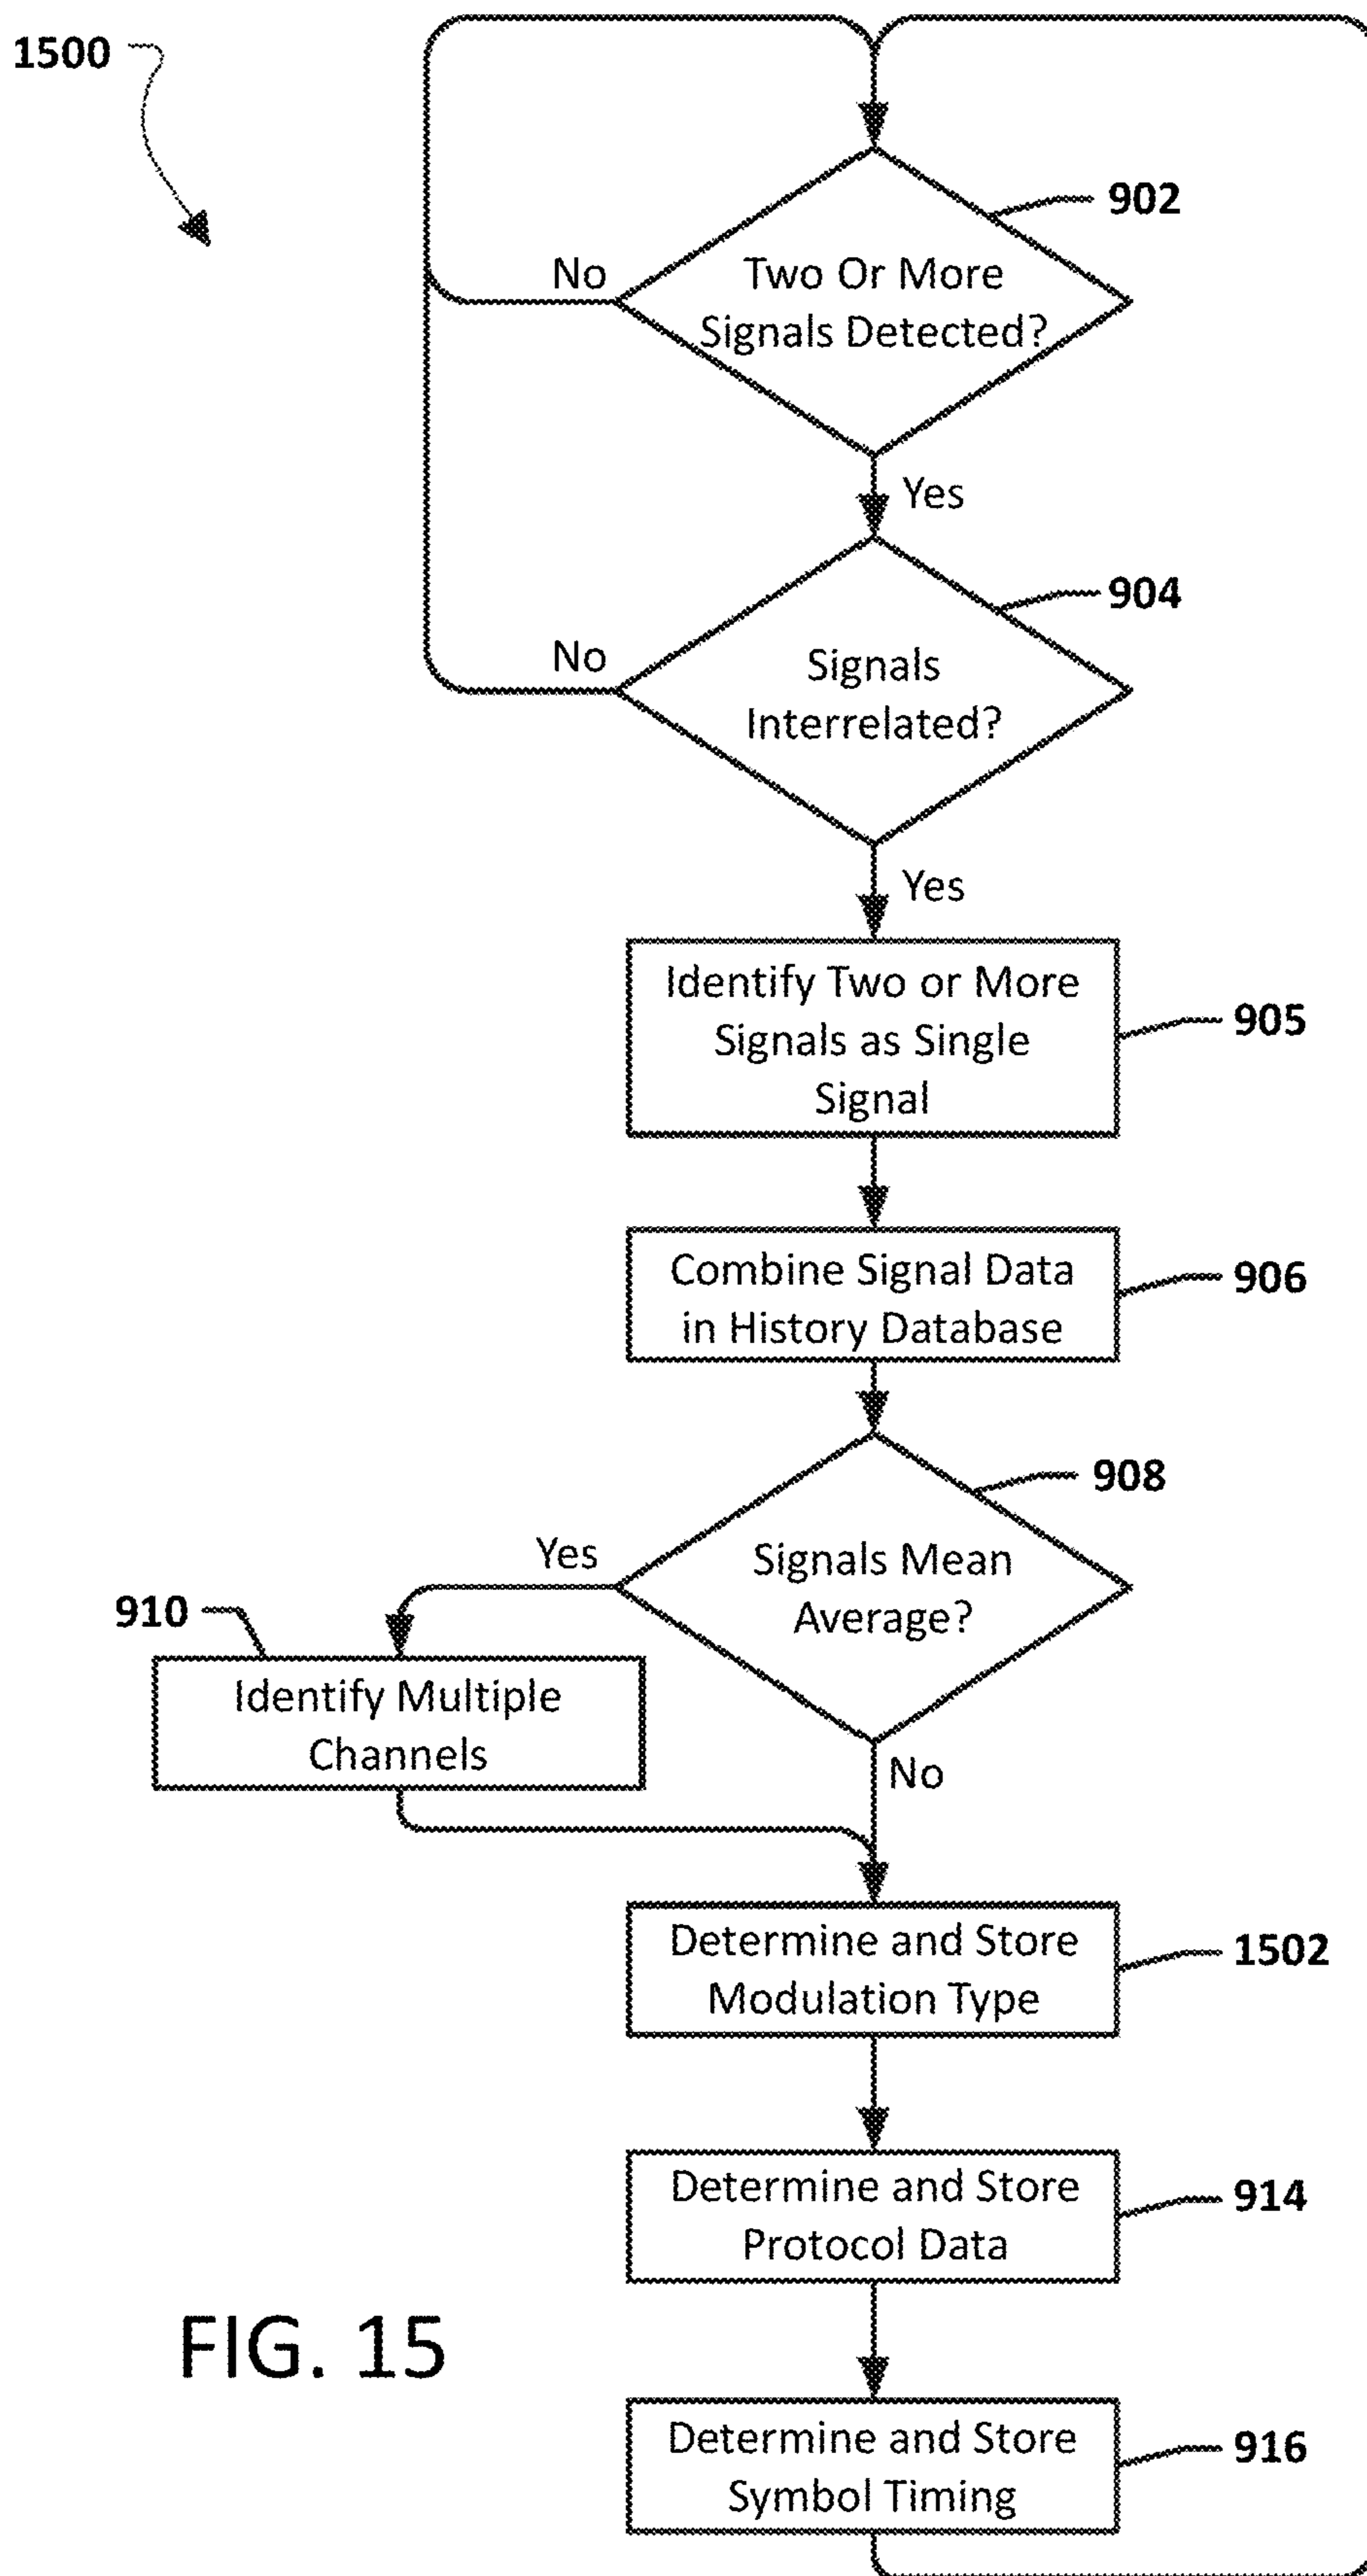 1500
902
No
Two Or More
Signals Detected?
Yes
904
No
Signals
Interrelated?
Yes
Identify Two or More
Signals as Single
Signal
905
Combine Signal Data
in History Database
906
908
Yes
Signals Mean
Average?
910
Identify Multiple
Channels
No
Determine and Store
Modulation Type
1502
Determine and Store
Protocol Data
914
FIG. 15
Determine and Store
Symbol Timing
916